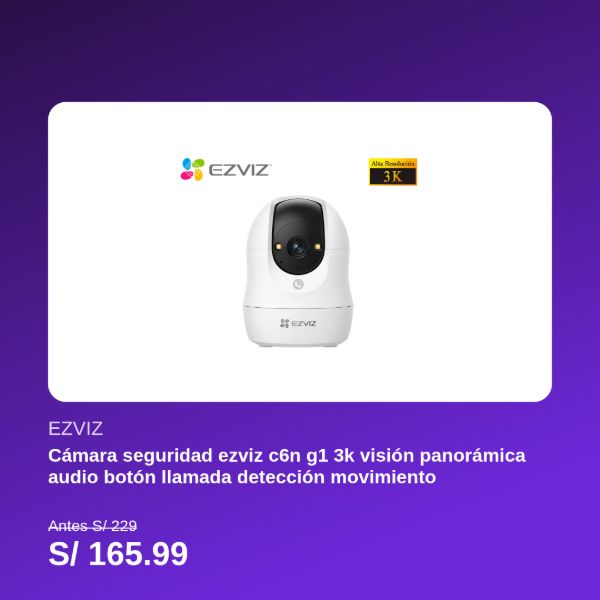 EZVIZ
Alta Resolución
3K
EZVIZ
EZVIZ
Cámara seguridad ezviz c6n g1 3k visión panorámica
audio botón llamada detección movimiento
Antes S/ 229
S/ 165.99